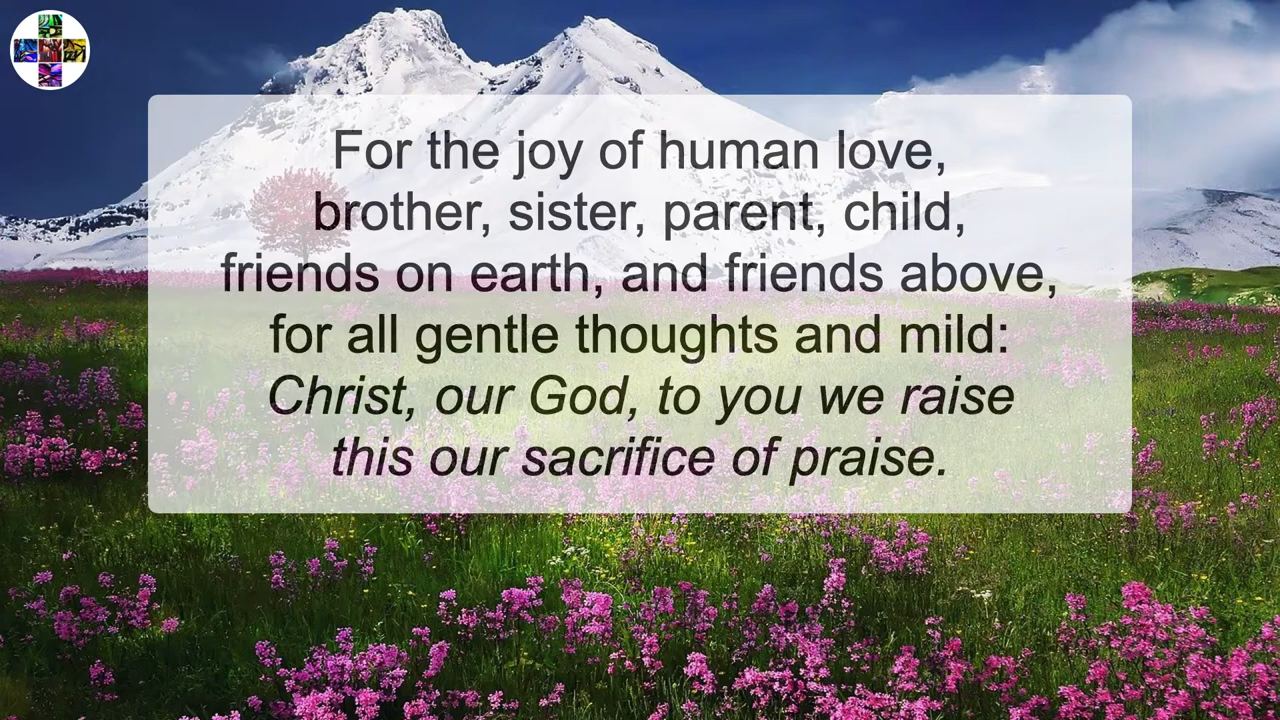 For the joy of human love,
brother, sister, parent, child,
friends on earth, and friends above,
for all gentle thoughts and mild:
Christ, our God, to you we raise
this our sacrifice of praise.